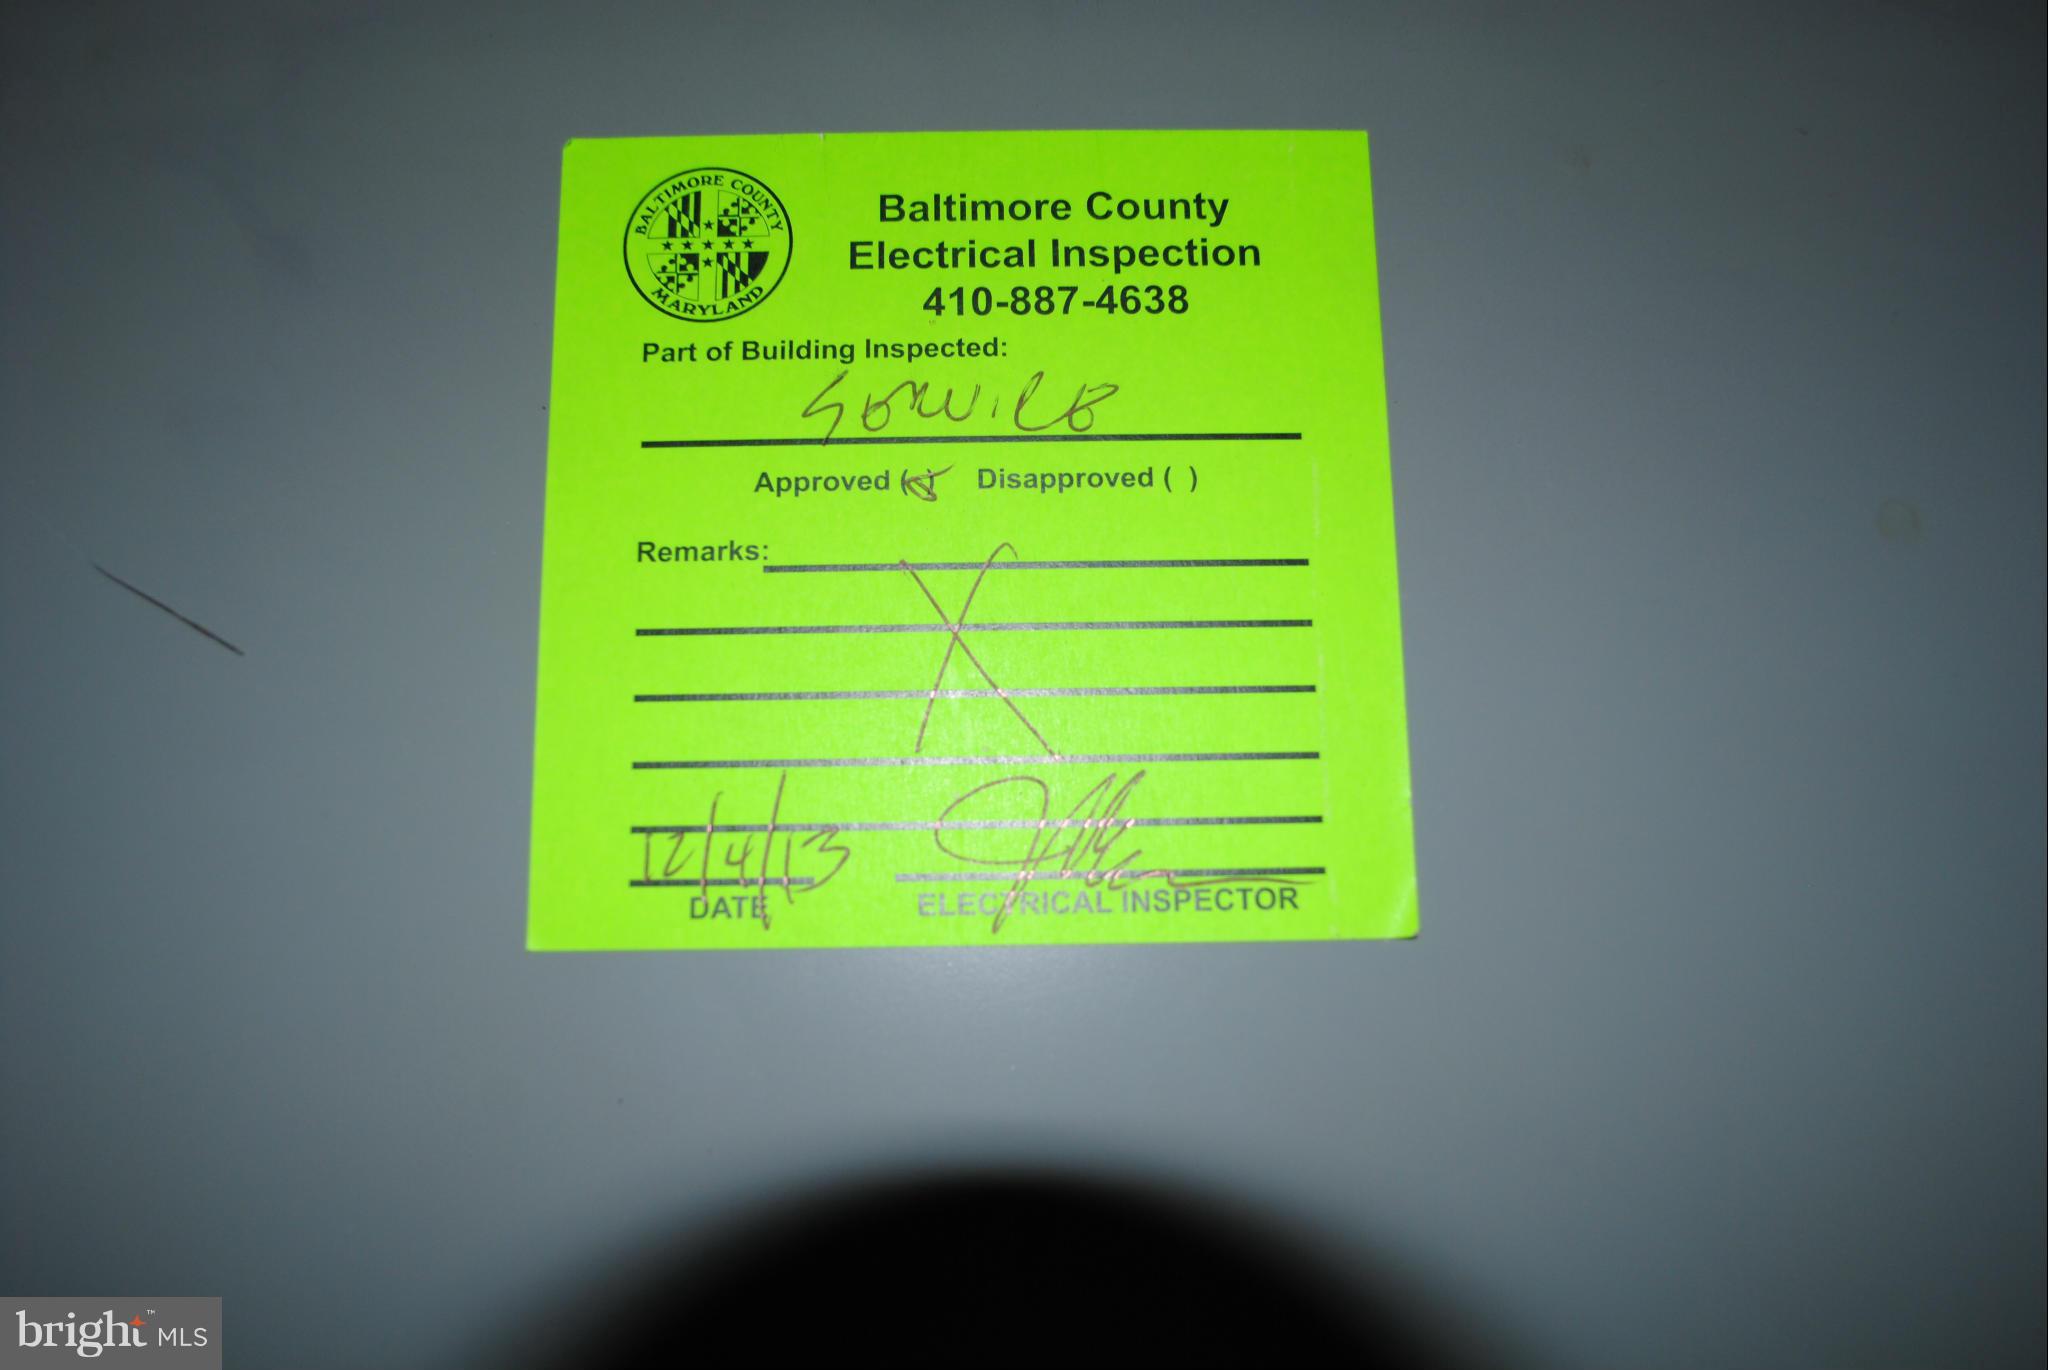 BALTIMORE COUNTY
MARYLAND
Baltimore County
Electrical Inspection
410-887-4638
Part of Building Inspected:
Service
Approved ( ) Disapproved ( )
Remarks:
12/4/13
DATE
ELECTRICAL INSPECTOR
bright™ MLS